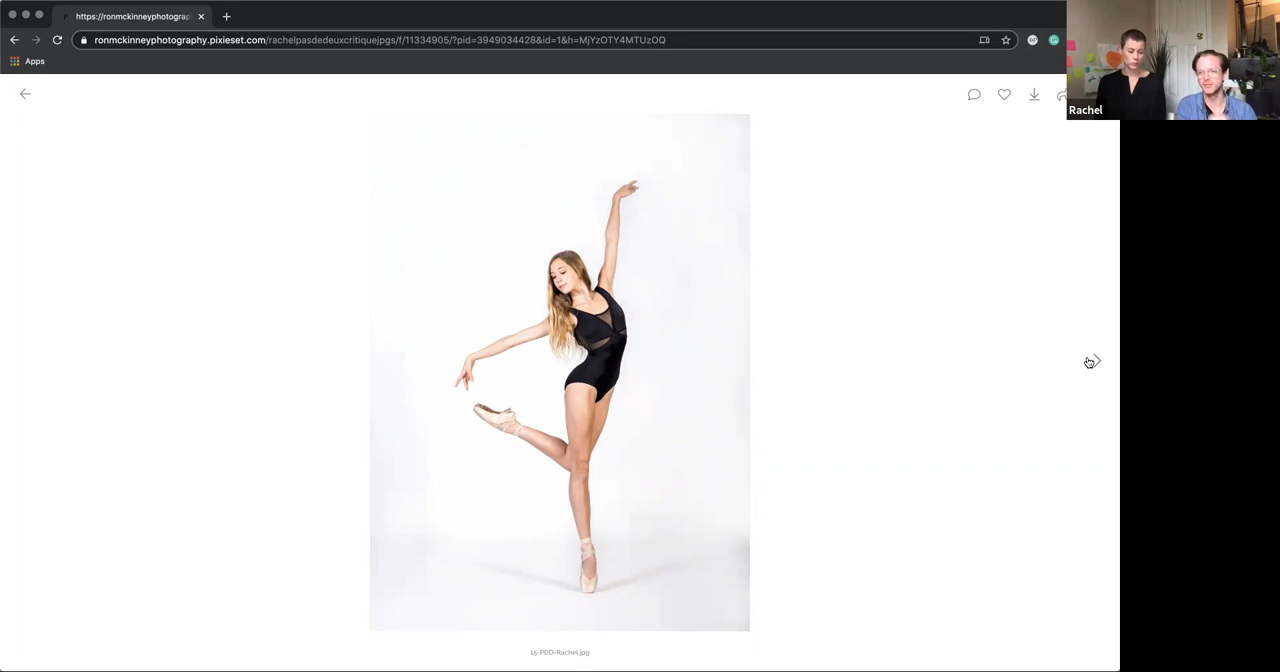 https://ronmckinneyphotograp
ronmckinneyphotography.pixieset.com/rachelpasdedeuxcritiquejpgs/f/11334905/?pid=3949034428&id=1&h=MjYzOTY4MTUzOQ
Apps
Rachel
15-PDD-Rachel.jpg